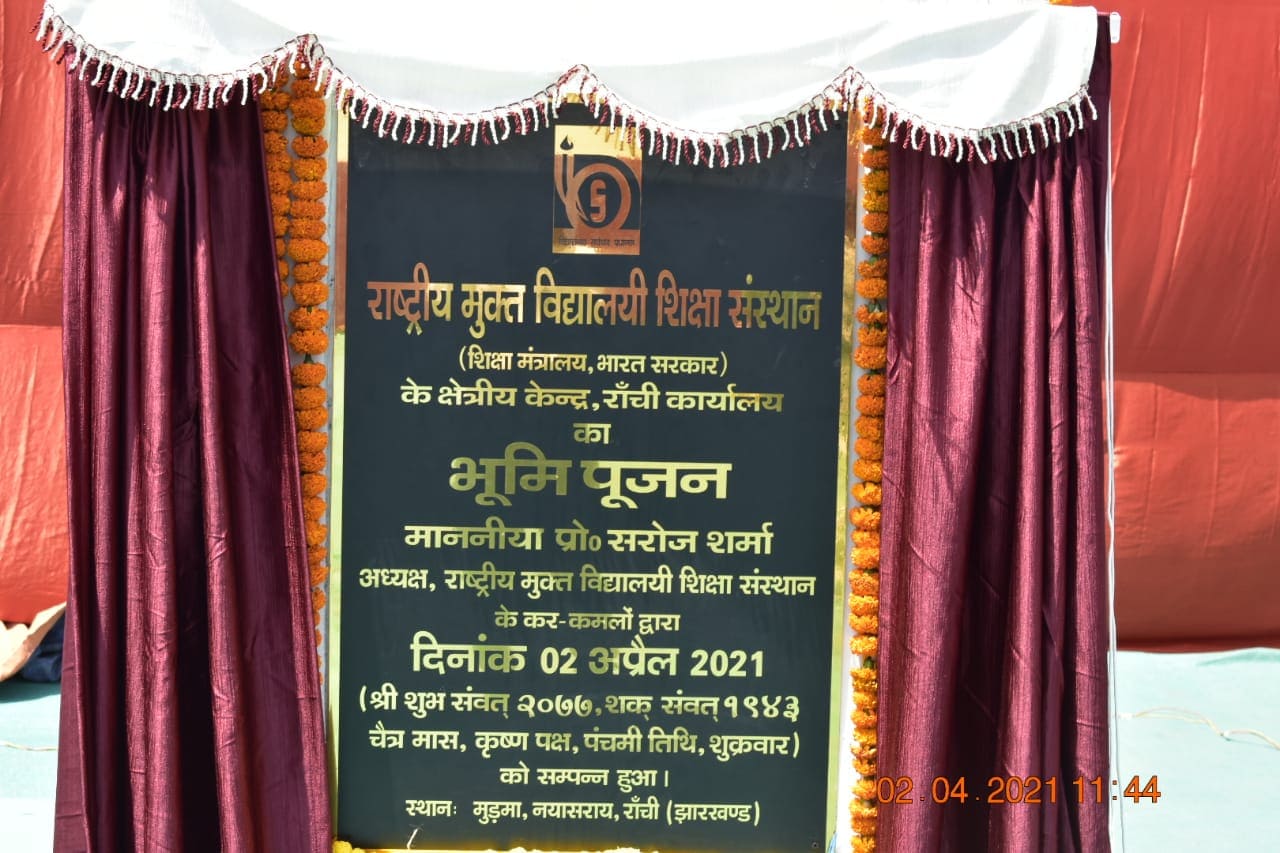 राष्ट्रीय मुक्त विद्यालयी शिक्षा संस्थान
(शिक्षा मंत्रालय, भारत सरकार)
के क्षेत्रीय केन्द्र, राँची कार्यालय
का
भूमि पूजन
माननीया प्रो० सरोज शर्मा
अध्यक्ष, राष्ट्रीय मुक्त विद्यालयी शिक्षा संस्थान
के कर-कमलों द्वारा
दिनांक 02 अप्रैल 2021
(श्री शुभ संवत् २०७७, शक् संवत् १९४३
चैत्र मास, कृष्ण पक्ष, पंचमी तिथि, शुक्रवार)
को सम्पन्न हुआ।
स्थानः मुड़मा, नयासराय, राँची (झारखण्ड)
02.04.2021 11:44